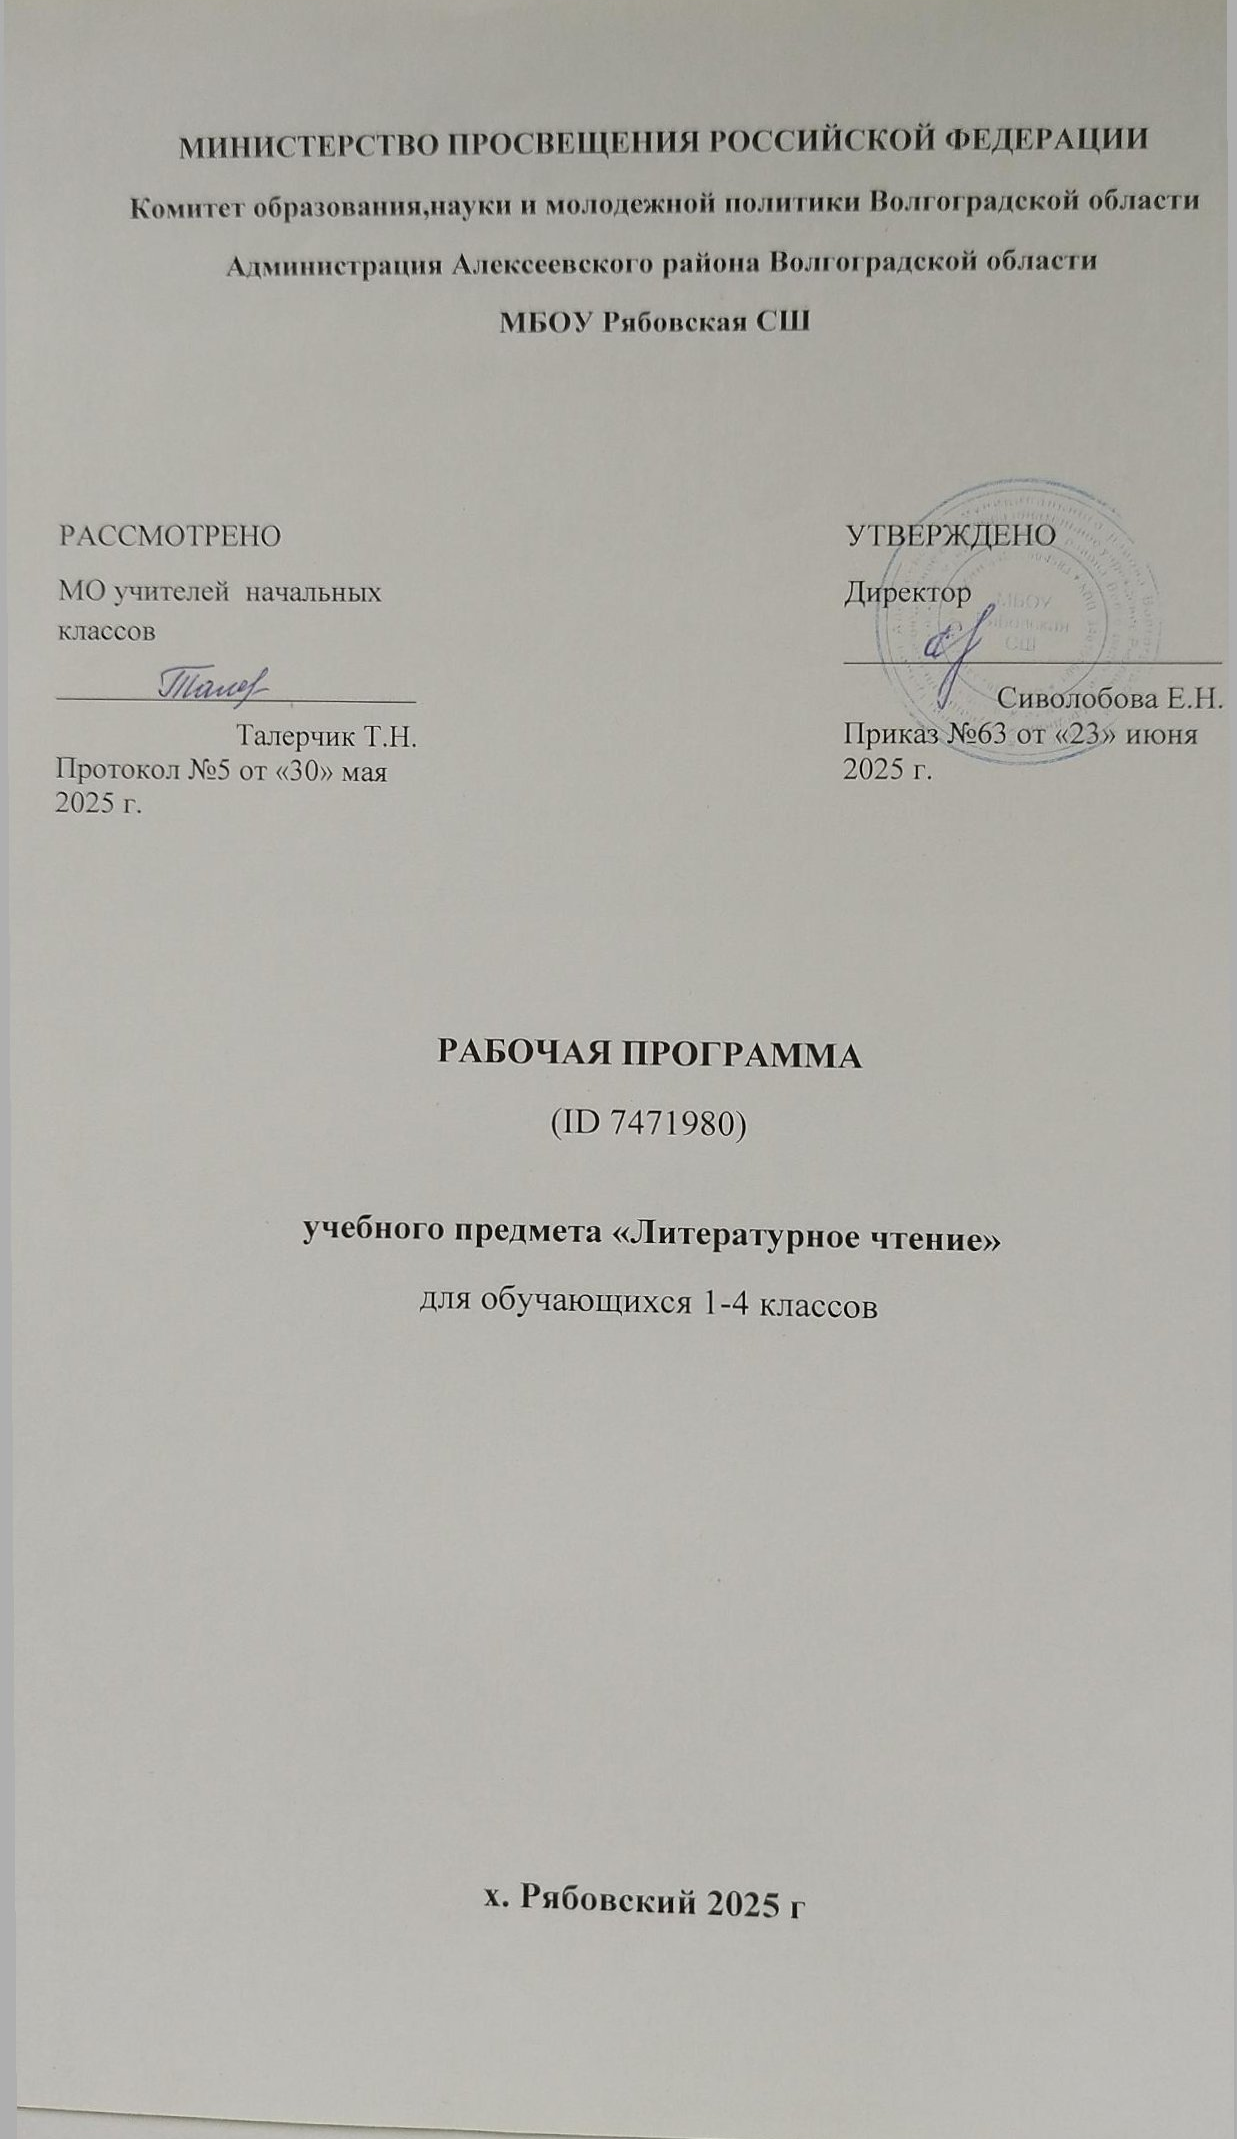 МИНИСТЕРСТВО ПРОСВЕЩЕНИЯ РОССИЙСКОЙ ФЕДЕРАЦИИ
Комитет образования,науки и молодежной политики Волгоградской области
Администрация Алексеевского района Волгоградской области
МБОУ Рябовская СШ
РАССМОТРЕНО
МО учителей  начальных
классов
Талерчик Т.Н.
Протокол №5 от «30» мая
2025 г.
УТВЕРЖДЕНО
Директор
МБОУ
СШ
Сиволобова Е.Н.
Приказ №63 от «23» июня
2025 г.
РАБОЧАЯ ПРОГРАММА
(ID 7471980)
учебного предмета «Литературное чтение»
для обучающихся 1-4 классов
х. Рябовский 2025 г